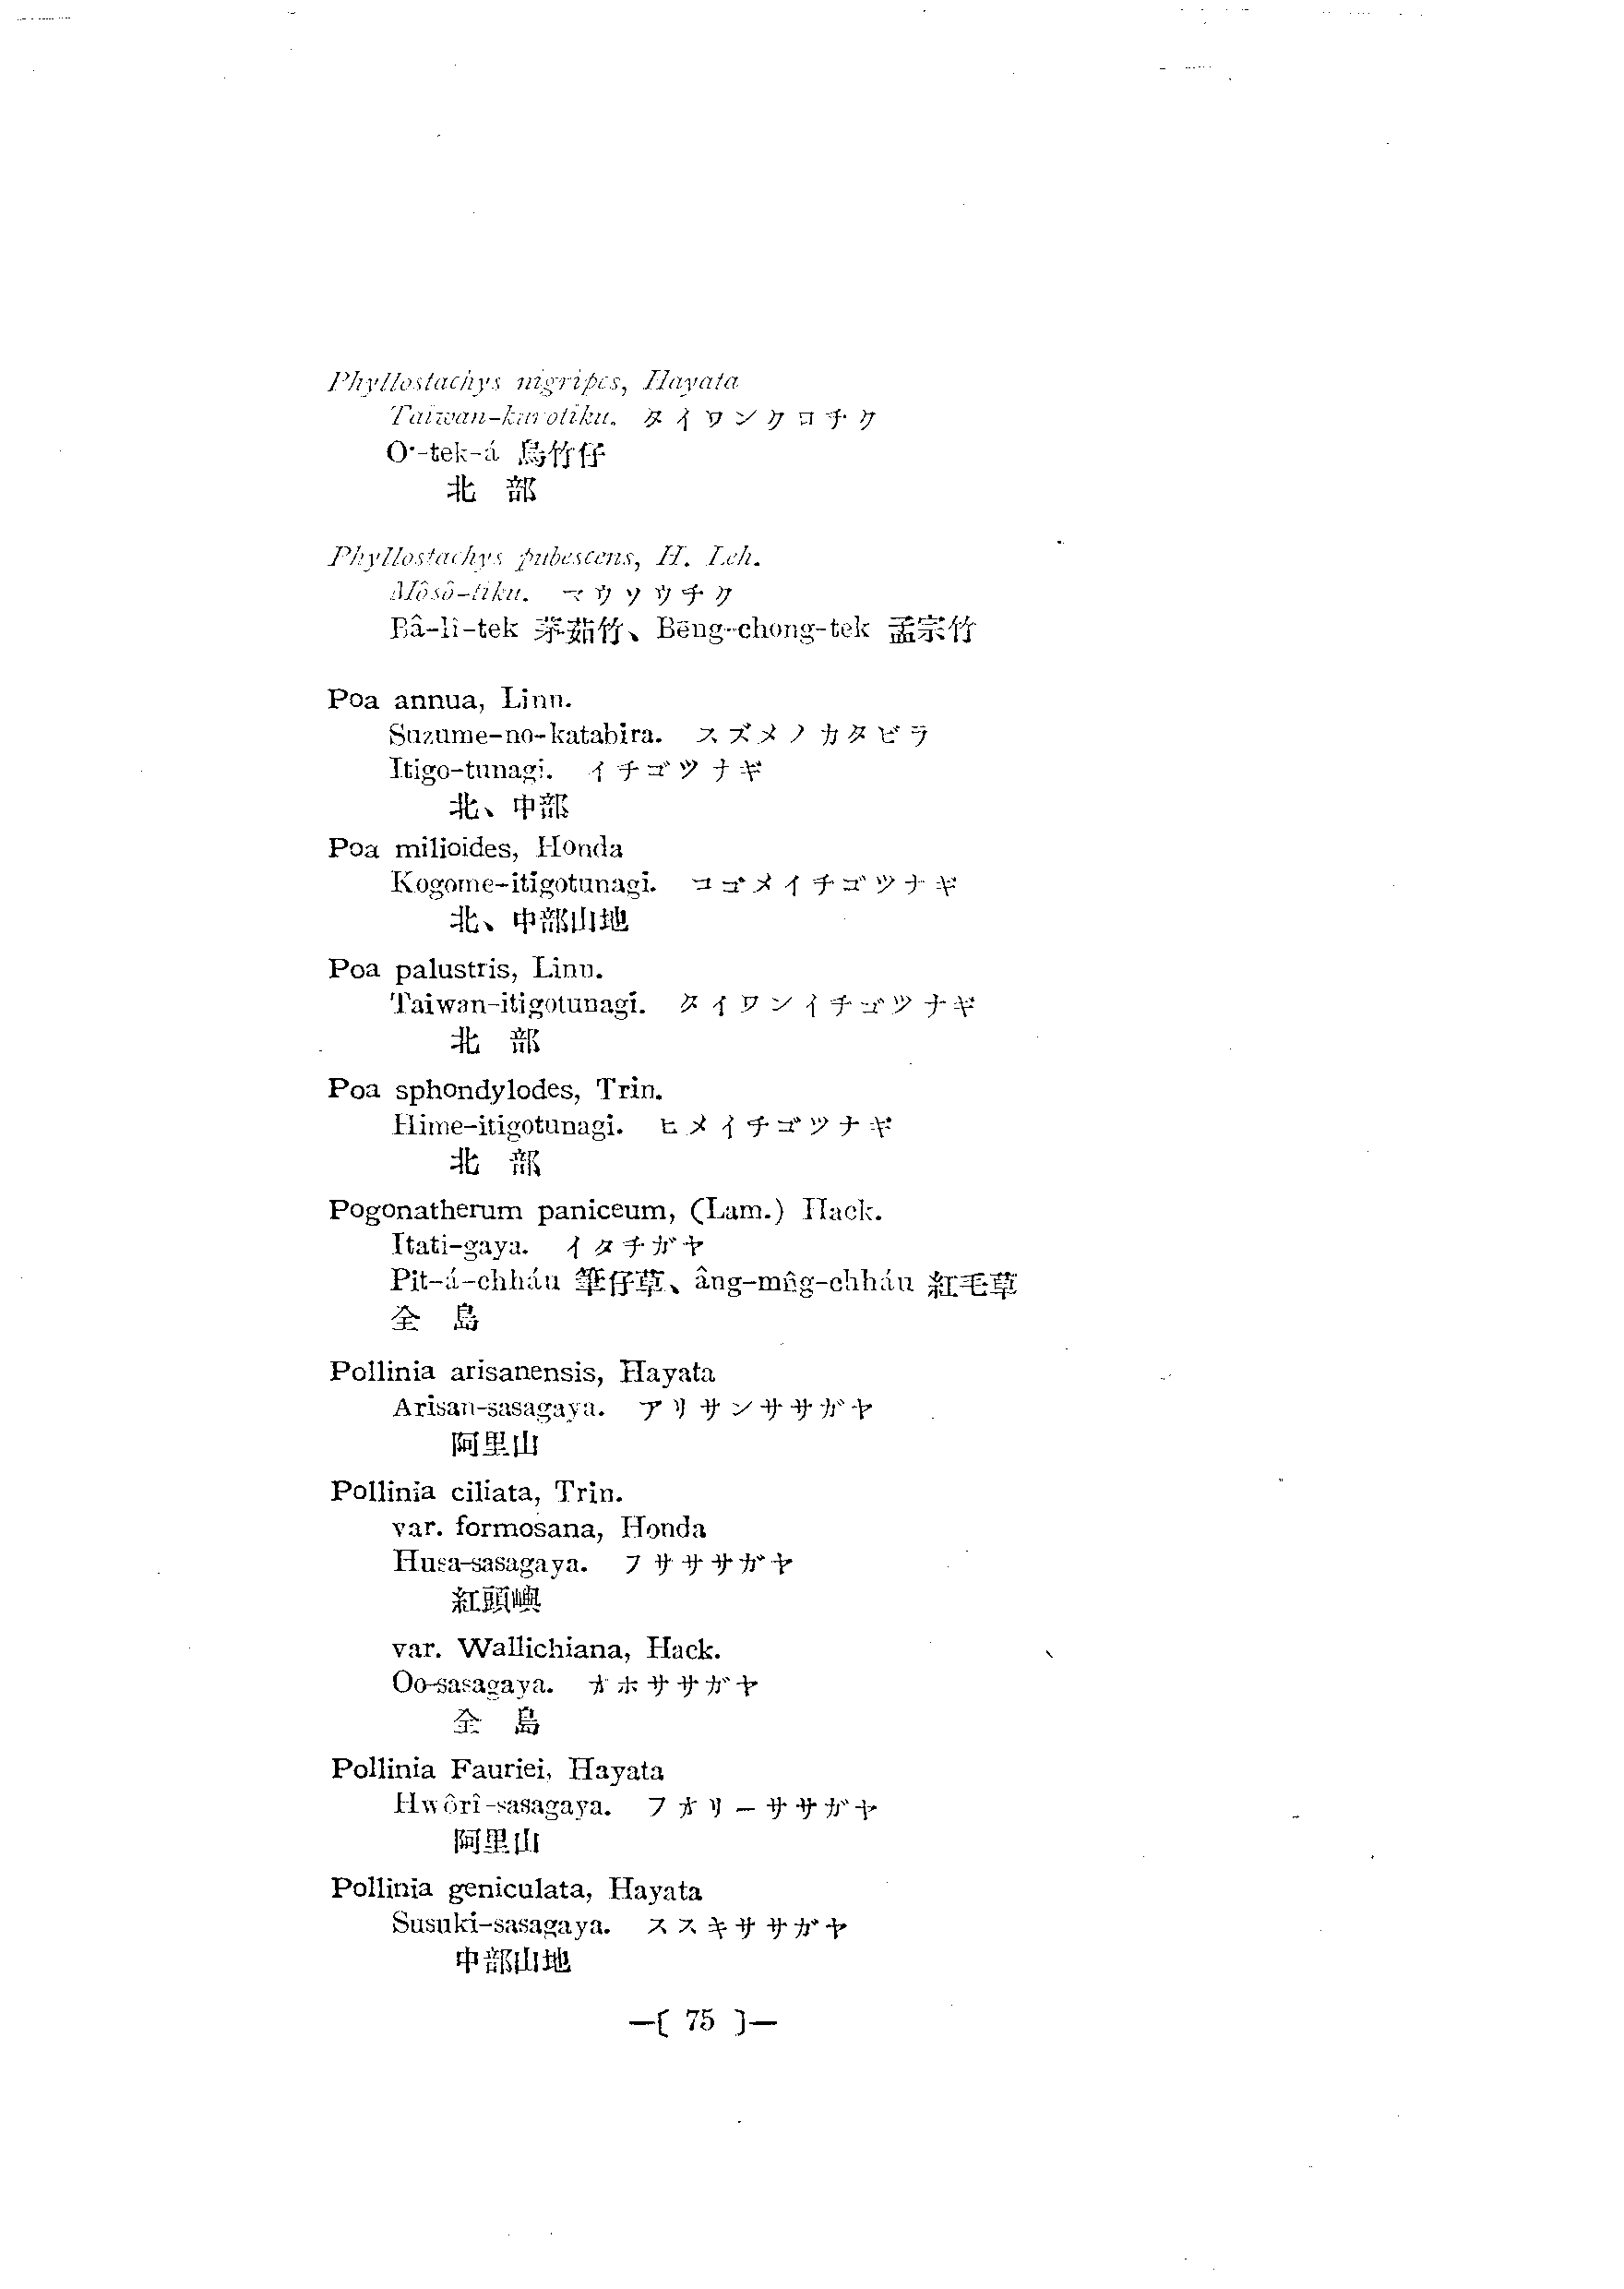 Phyllostachys nigripes, Hayata
Taiwan-kurotiku. タイワンクロチク
O·-tek-á 烏竹仔
北 部
Phyllostachys pubescens, H. Leh.
Môsô-tiku. マウソウチク
Bâ-lî-tek 茅茹竹、Bēng-chong-tek 孟宗竹
Poa annua, Linn.
Suzume-no-katabira. スズメノカタビラ
Itigo-tunagi. イチゴツナギ
北、中部
Poa milioides, Honda
Kogome-itigotunagi. コゴメイチゴツナギ
北、中部山地
Poa palustris, Linn.
Taiwan-itigotunagi. タイワンイチゴツナギ
北 部
Poa sphondylodes, Trin.
Hime-itigotunagi. ヒメイチゴツナギ
北 部
Pogonatherum paniceum, (Lam.) Hack.
Itati-gaya. イタチガヤ
Pit-á-chháu 筆仔草、âng-mn̂g-chháu 紅毛草
全 島
Pollinia arisanensis, Hayata
Arisan-sasagaya. アリサンササガヤ
阿里山
Pollinia ciliata, Trin.
var. formosana, Honda
Husa-sasagaya. フサササガヤ
紅頭嶼
var. Wallichiana, Hack.
Oo-sasagaya. オホササガヤ
全 島
Pollinia Fauriei, Hayata
Hwôrî-sasagaya. フオリーササガヤ
阿里山
Pollinia geniculata, Hayata
Susuki-sasagaya. ススキササガヤ
中部山地
—〔 75 〕—